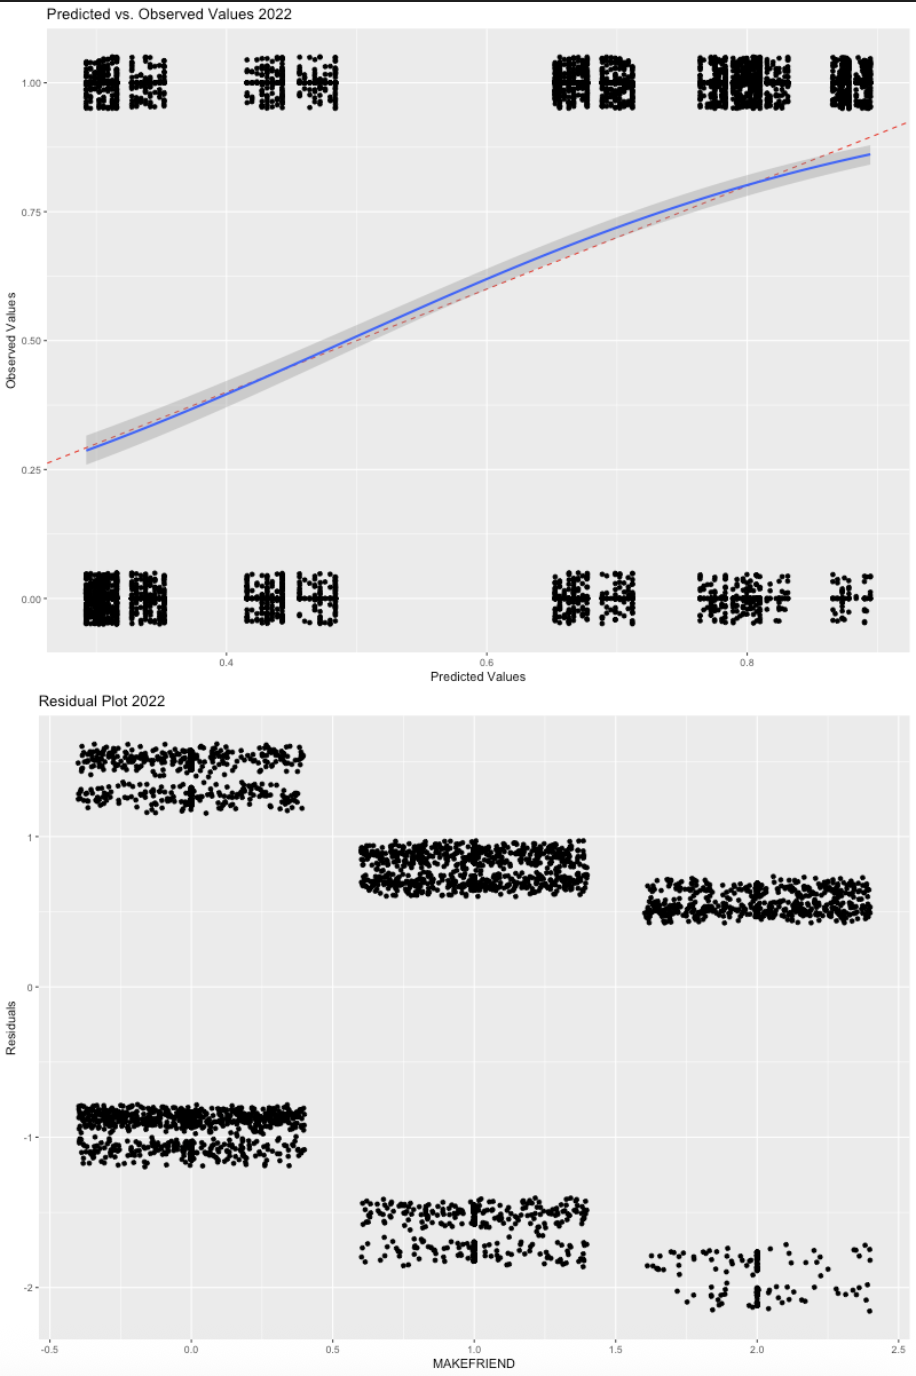 Predicted vs. Observed Values 2022
1.00
0.75
0.50
0.25
0.00
Observed Values
0.4 0.6 0.8
Predicted Values
Residual Plot 2022
1
0
-1
-2
Residuals
-0.5 0.0 0.5 1.0 1.5 2.0 2.5
MAKEFRIEND